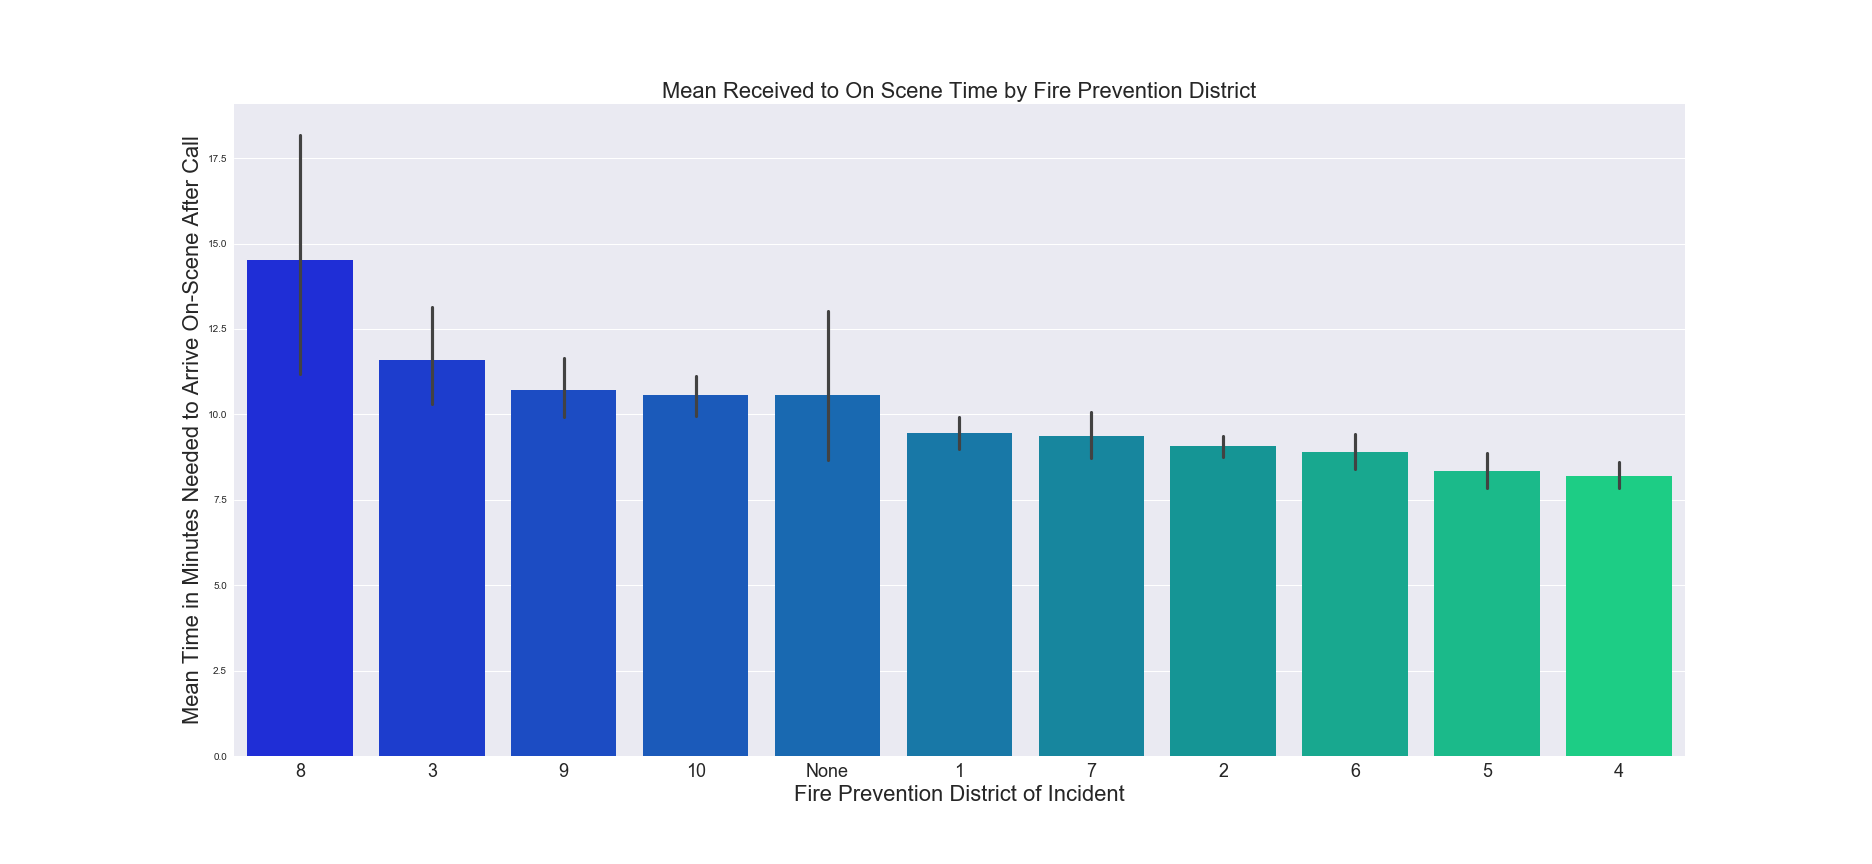 Mean Received to On Scene Time by Fire Prevention District
Mean Time in Minutes Needed to Arrive On-Scene After Call
17.5
15.0
12.5
10.0
7.5
5.0
2.5
0.0
8 3 9 10 None 1 7 2 6 5 4
Fire Prevention District of Incident